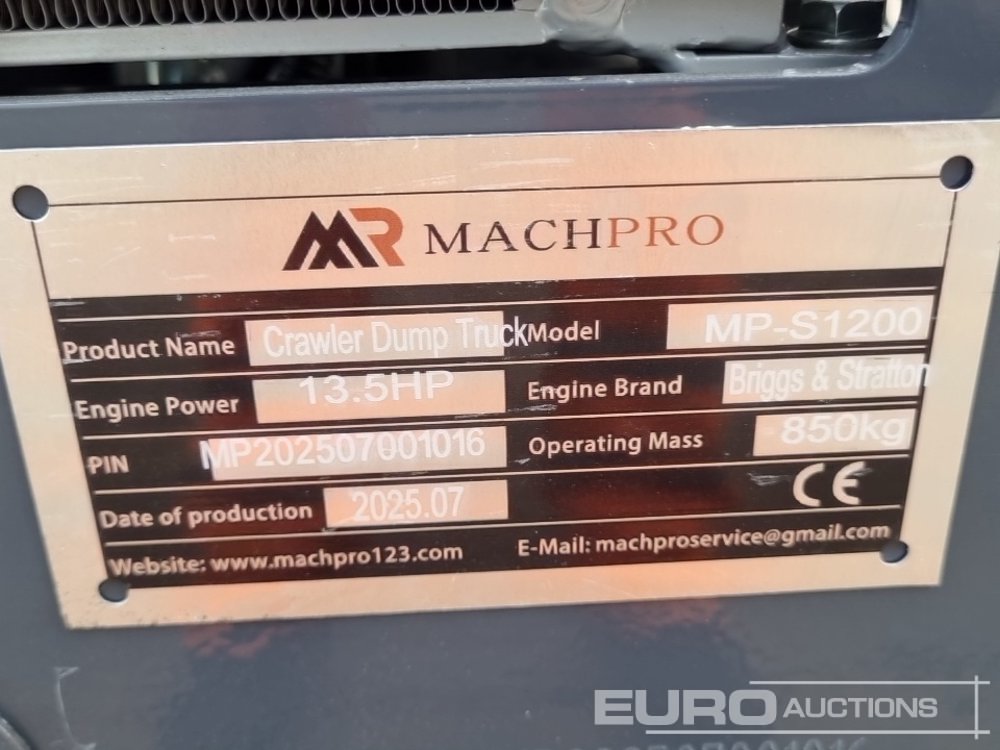 MR MACHPRO
Product Name Crawler Dump Truck Model MP-S1200
Engine Power 13.5HP Engine Brand Briggs & Stratton
PIN MP202507001016 Operating Mass 850kg
Date of production 2025.07 CE
Website: www.machpro123.com E-Mail: machproservice@gmail.com
EURO AUCTIONS